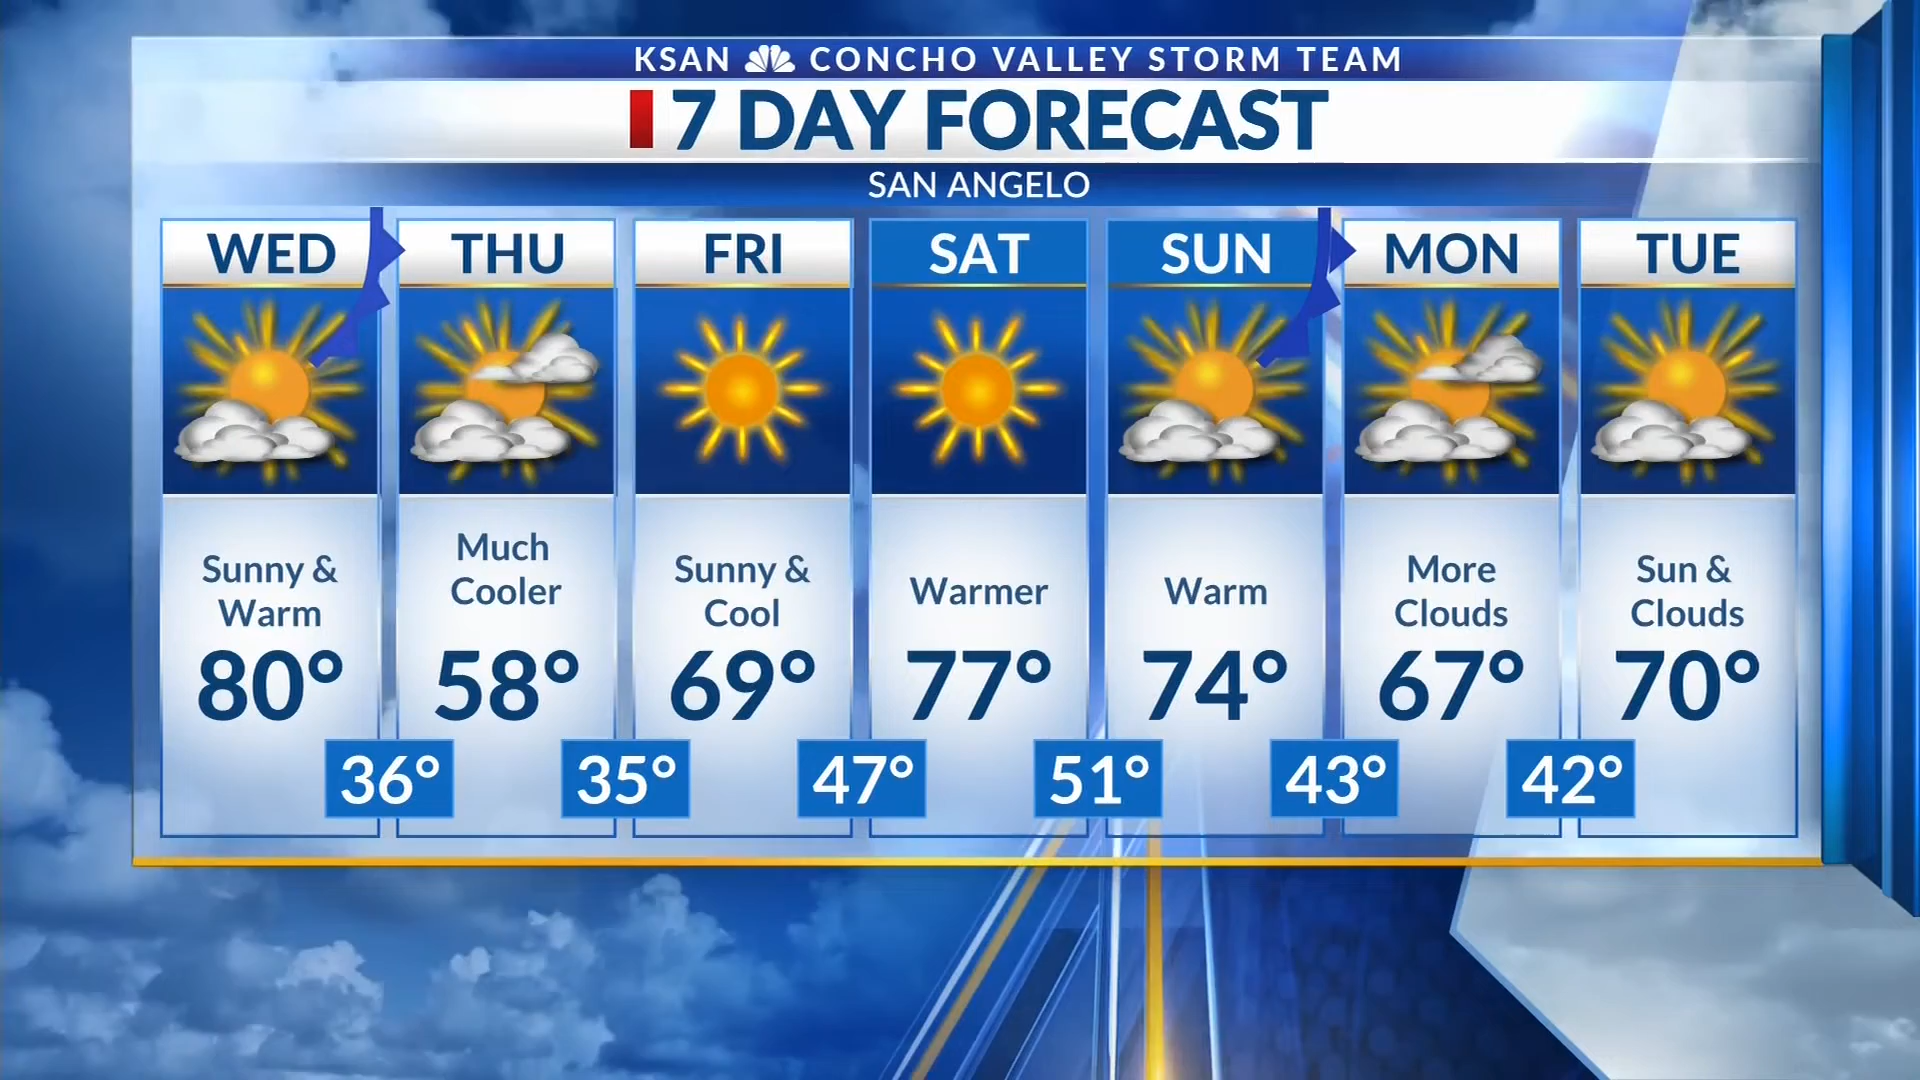 KSAN CONCHO VALLEY STORM TEAM
7 DAY FORECAST
SAN ANGELO
WED THU FRI SAT SUN MON TUE
Sunny &
Warm
Much
Cooler
Sunny &
Cool
Warmer
Warm
More
Clouds
Sun &
Clouds
80° 58° 69° 77° 74° 67° 70°
36° 35° 47° 51° 43° 42°